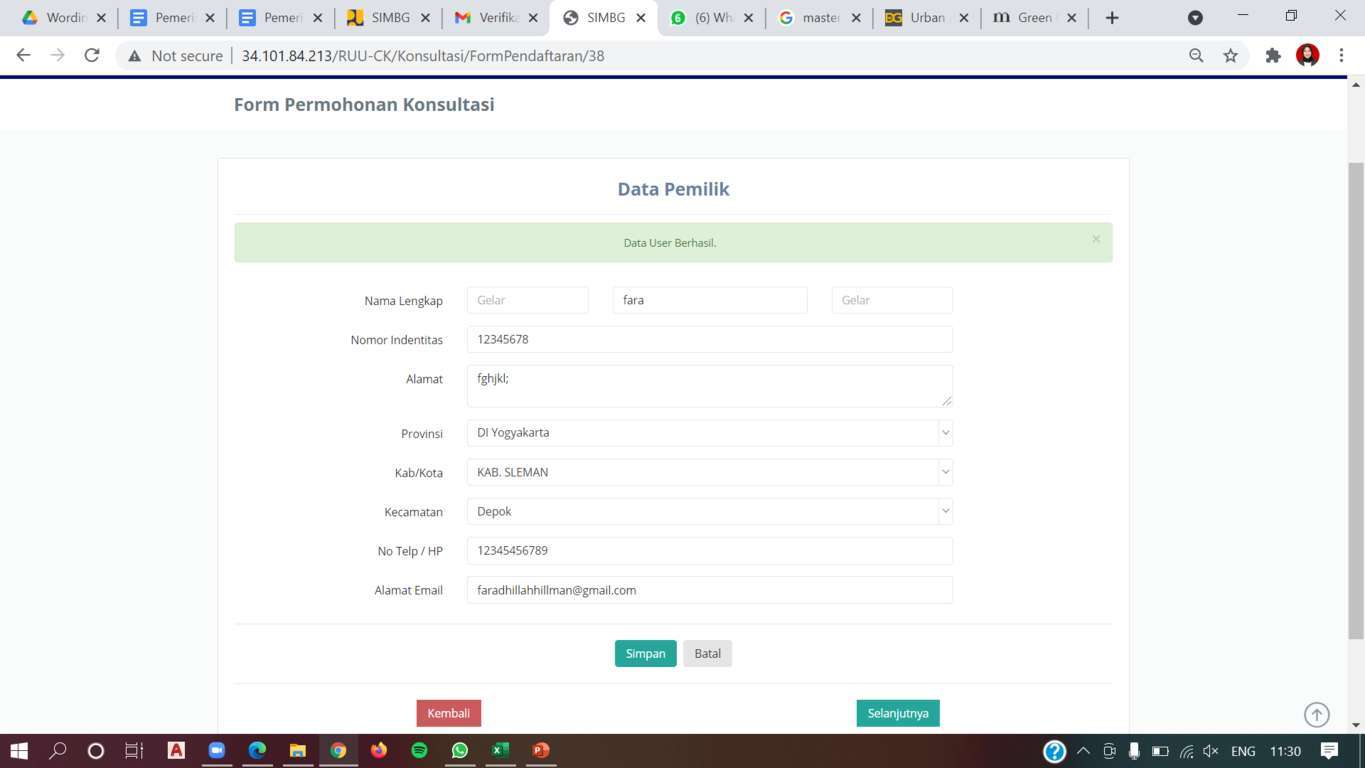 Wordin
Pemeri
Pemeri
SIMBG
Verifik
SIMBG
(6) Wh
master
Urban
Green
Not secure
34.101.84.213/RUU-CK/Konsultasi/FormPendaftaran/38
Form Permohonan Konsultasi
Data Pemilik
Data User Berhasil.
Nama Lengkap Gelar fara Gelar
Nomor Indentitas 12345678
Alamat fghjkl;
Provinsi DI Yogyakarta
Kab/Kota KAB. SLEMAN
Kecamatan Depok
No Telp / HP 12345456789
Alamat Email faradhillahhillman@gmail.com
Simpan Batal
Kembali Selanjutnya
ENG 11:30